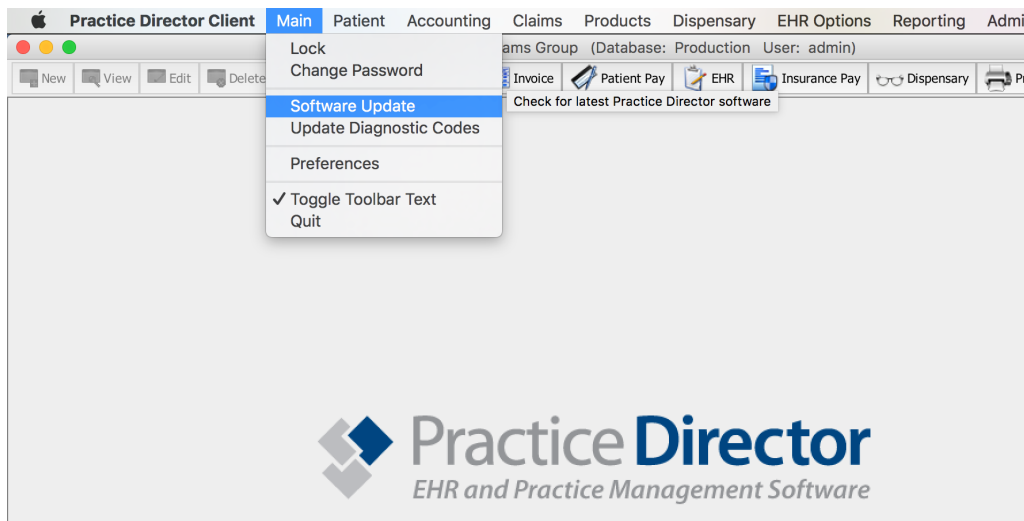 Practice Director Client Main Patient Accounting Claims Products Dispensary EHR Options Reporting
Lock
ams Group (Database: Production User: admin)
Change Password
New View Edit Delete Invoice Patient Pay EHR Insurance Pay Dispensary
Software Update
Check for latest Practice Director software
Update Diagnostic Codes
Preferences
✓ Toggle Toolbar Text
Quit
Practice Director
EHR and Practice Management Software